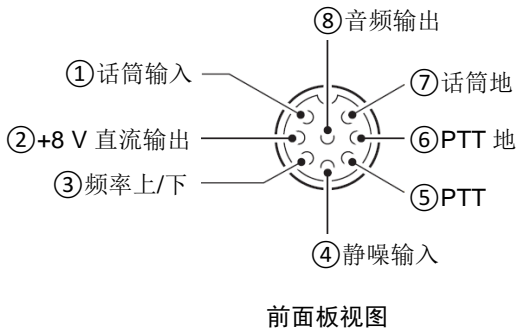 ⑧音频输出
①话筒输入
⑦话筒地
②+8 V 直流输出
⑥PTT 地
③频率上/下
⑤PTT
④静噪输入
前面板视图